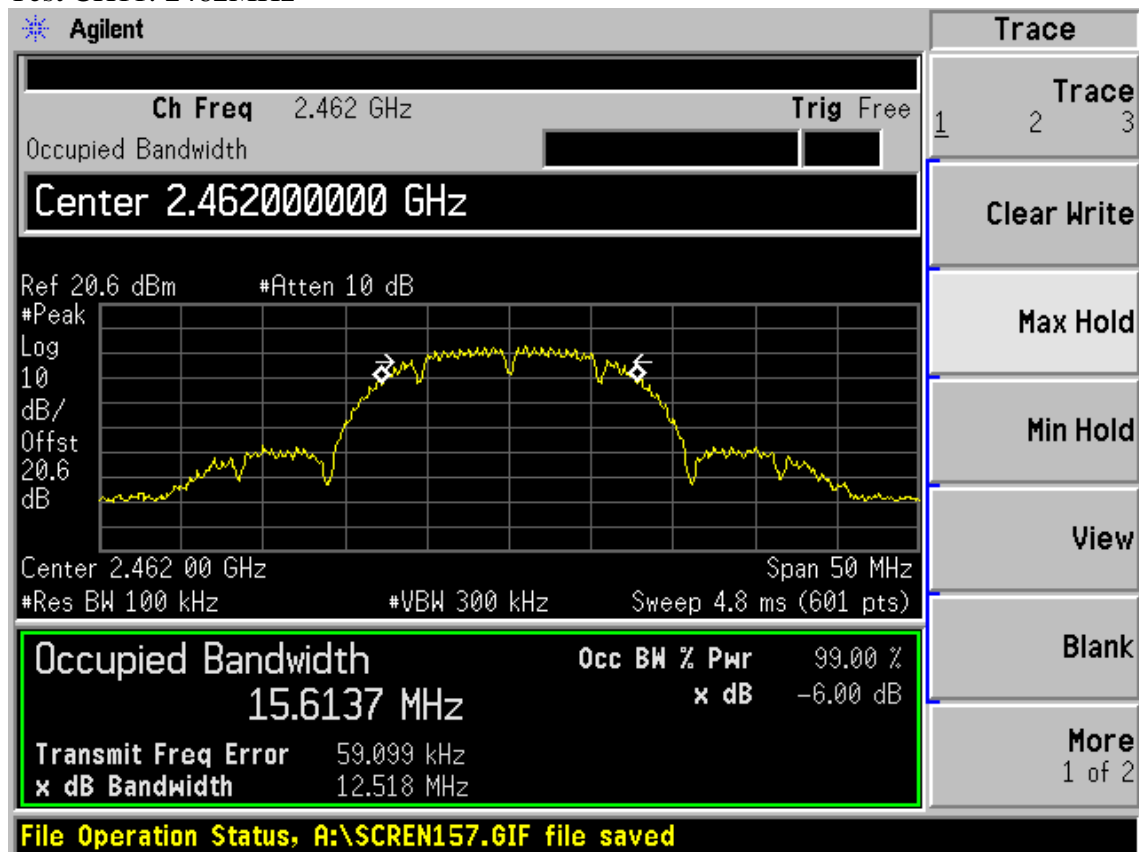 Agilent
Trace
Ch Freq 2.462 GHz Trig Free
Occupied Bandwidth
Center 2.462000000 GHz
Ref 20.6 dBm #Atten 10 dB
#Peak
Log
10
dB/
Offst
20.6
dB
Center 2.462 00 GHz Span 50 MHz
#Res BW 100 kHz #VBW 300 kHz Sweep 4.8 ms (601 pts)
Occupied Bandwidth Occ BW % Pwr 99.00 %
15.6137 MHz x dB -6.00 dB
Transmit Freq Error 59.099 kHz
x dB Bandwidth 12.518 MHz
File Operation Status, A:\SCREN157.GIF file saved
Trace
1 2 3
Clear Write
Max Hold
Min Hold
View
Blank
More
1 of 2